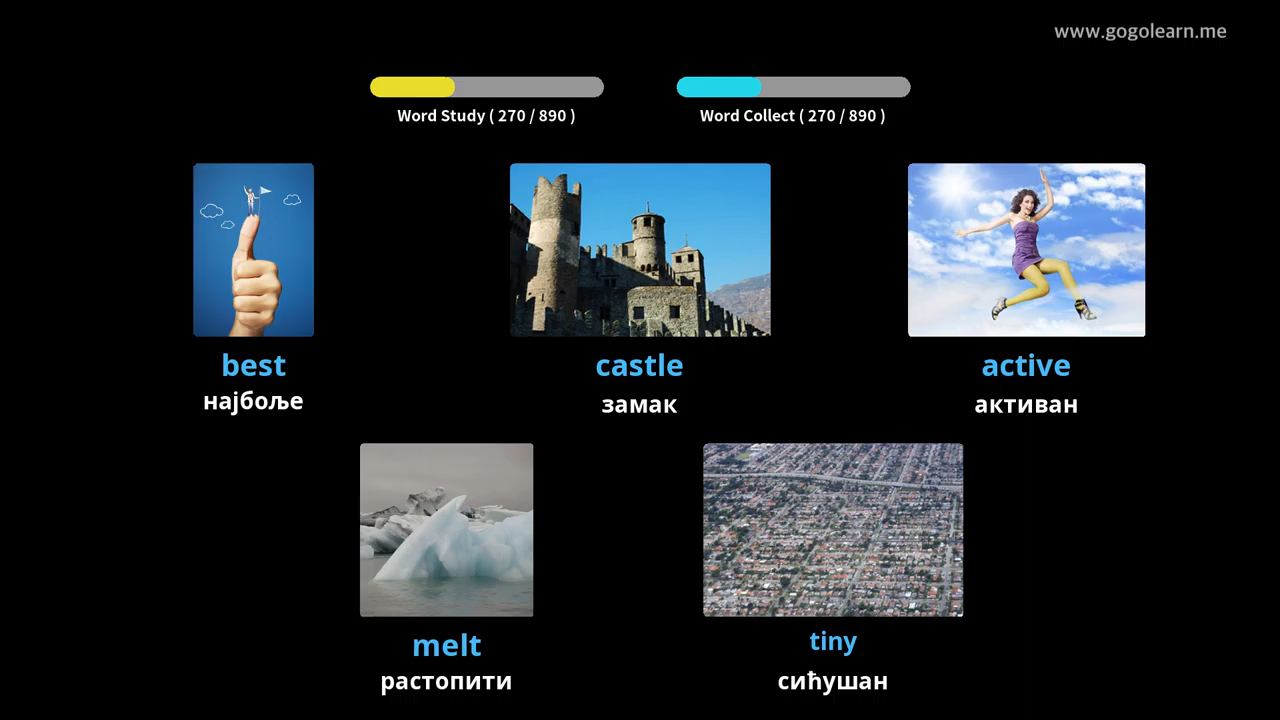 www.gogolearn.me
Word Study ( 270 / 890 )
Word Collect ( 270 / 890 )
best
најбоље
castle
замак
active
активан
melt
растопити
tiny
сићушан